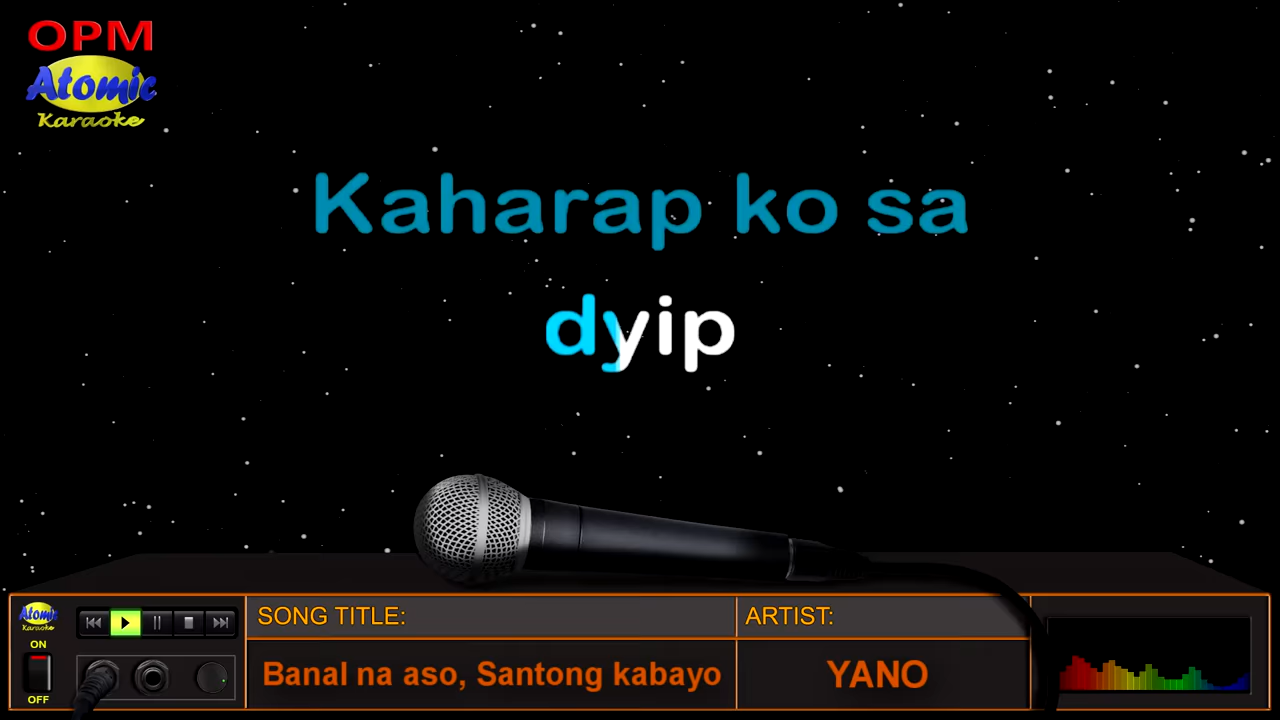 OPM
Atomic
Karaoke
Kaharap ko sa
dyip
Atomic
Karaoke
ON
OFF
SONG TITLE:
ARTIST:
Banal na aso, Santong kabayo
YANO